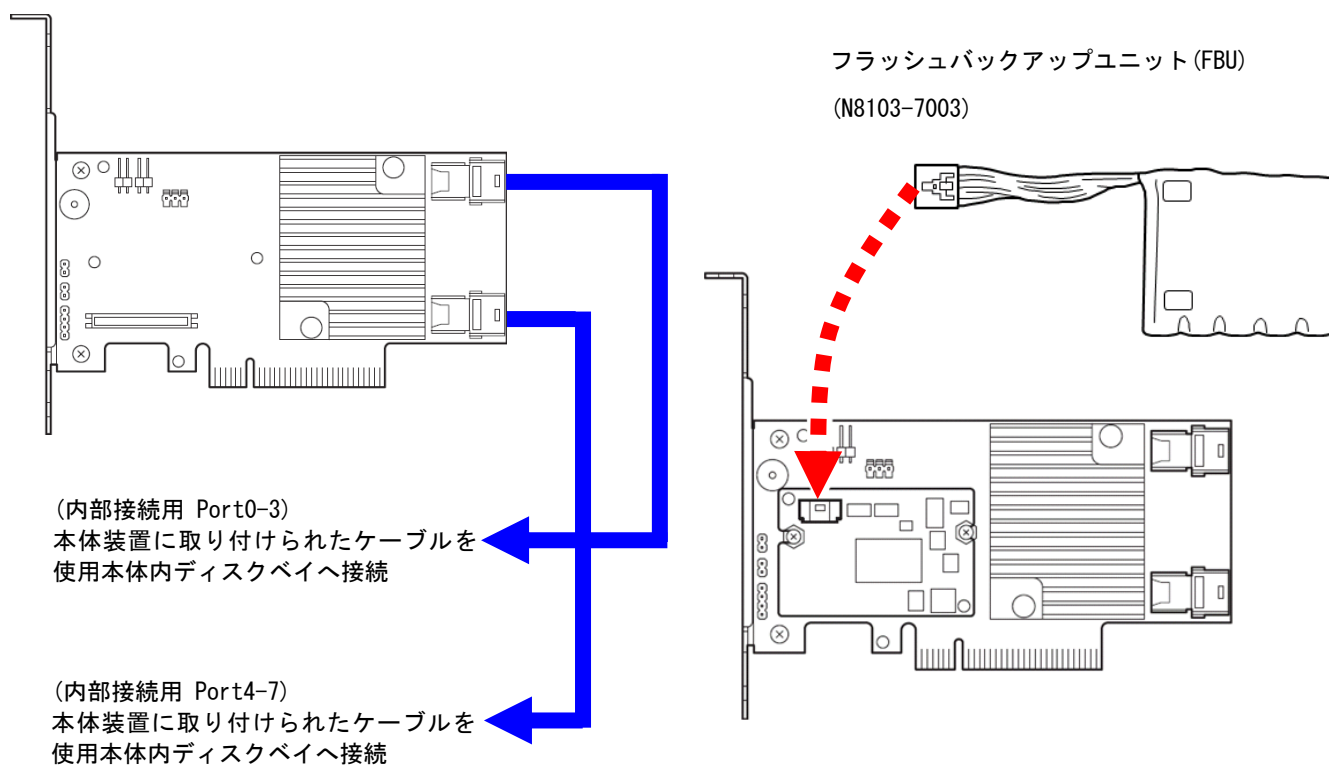 フラッシュバックアップユニット(FBU)
(N8103-7003)
(内部接続用 Port0-3)
本体装置に取り付けられたケーブルを
使用本体内ディスクベイへ接続
(内部接続用 Port4-7)
本体装置に取り付けられたケーブルを
使用本体内ディスクベイへ接続